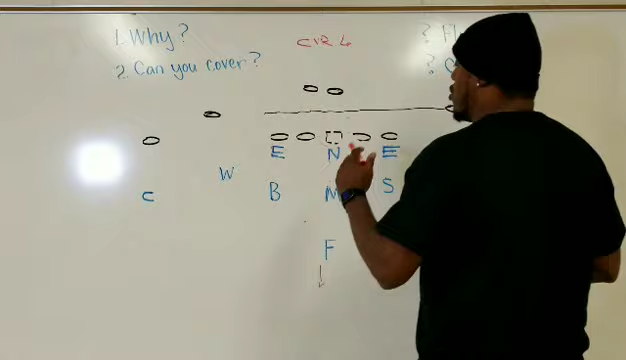 1. Why?
2. Can you cover?
CVR 6
?
?
E N E
W
C B M S
F